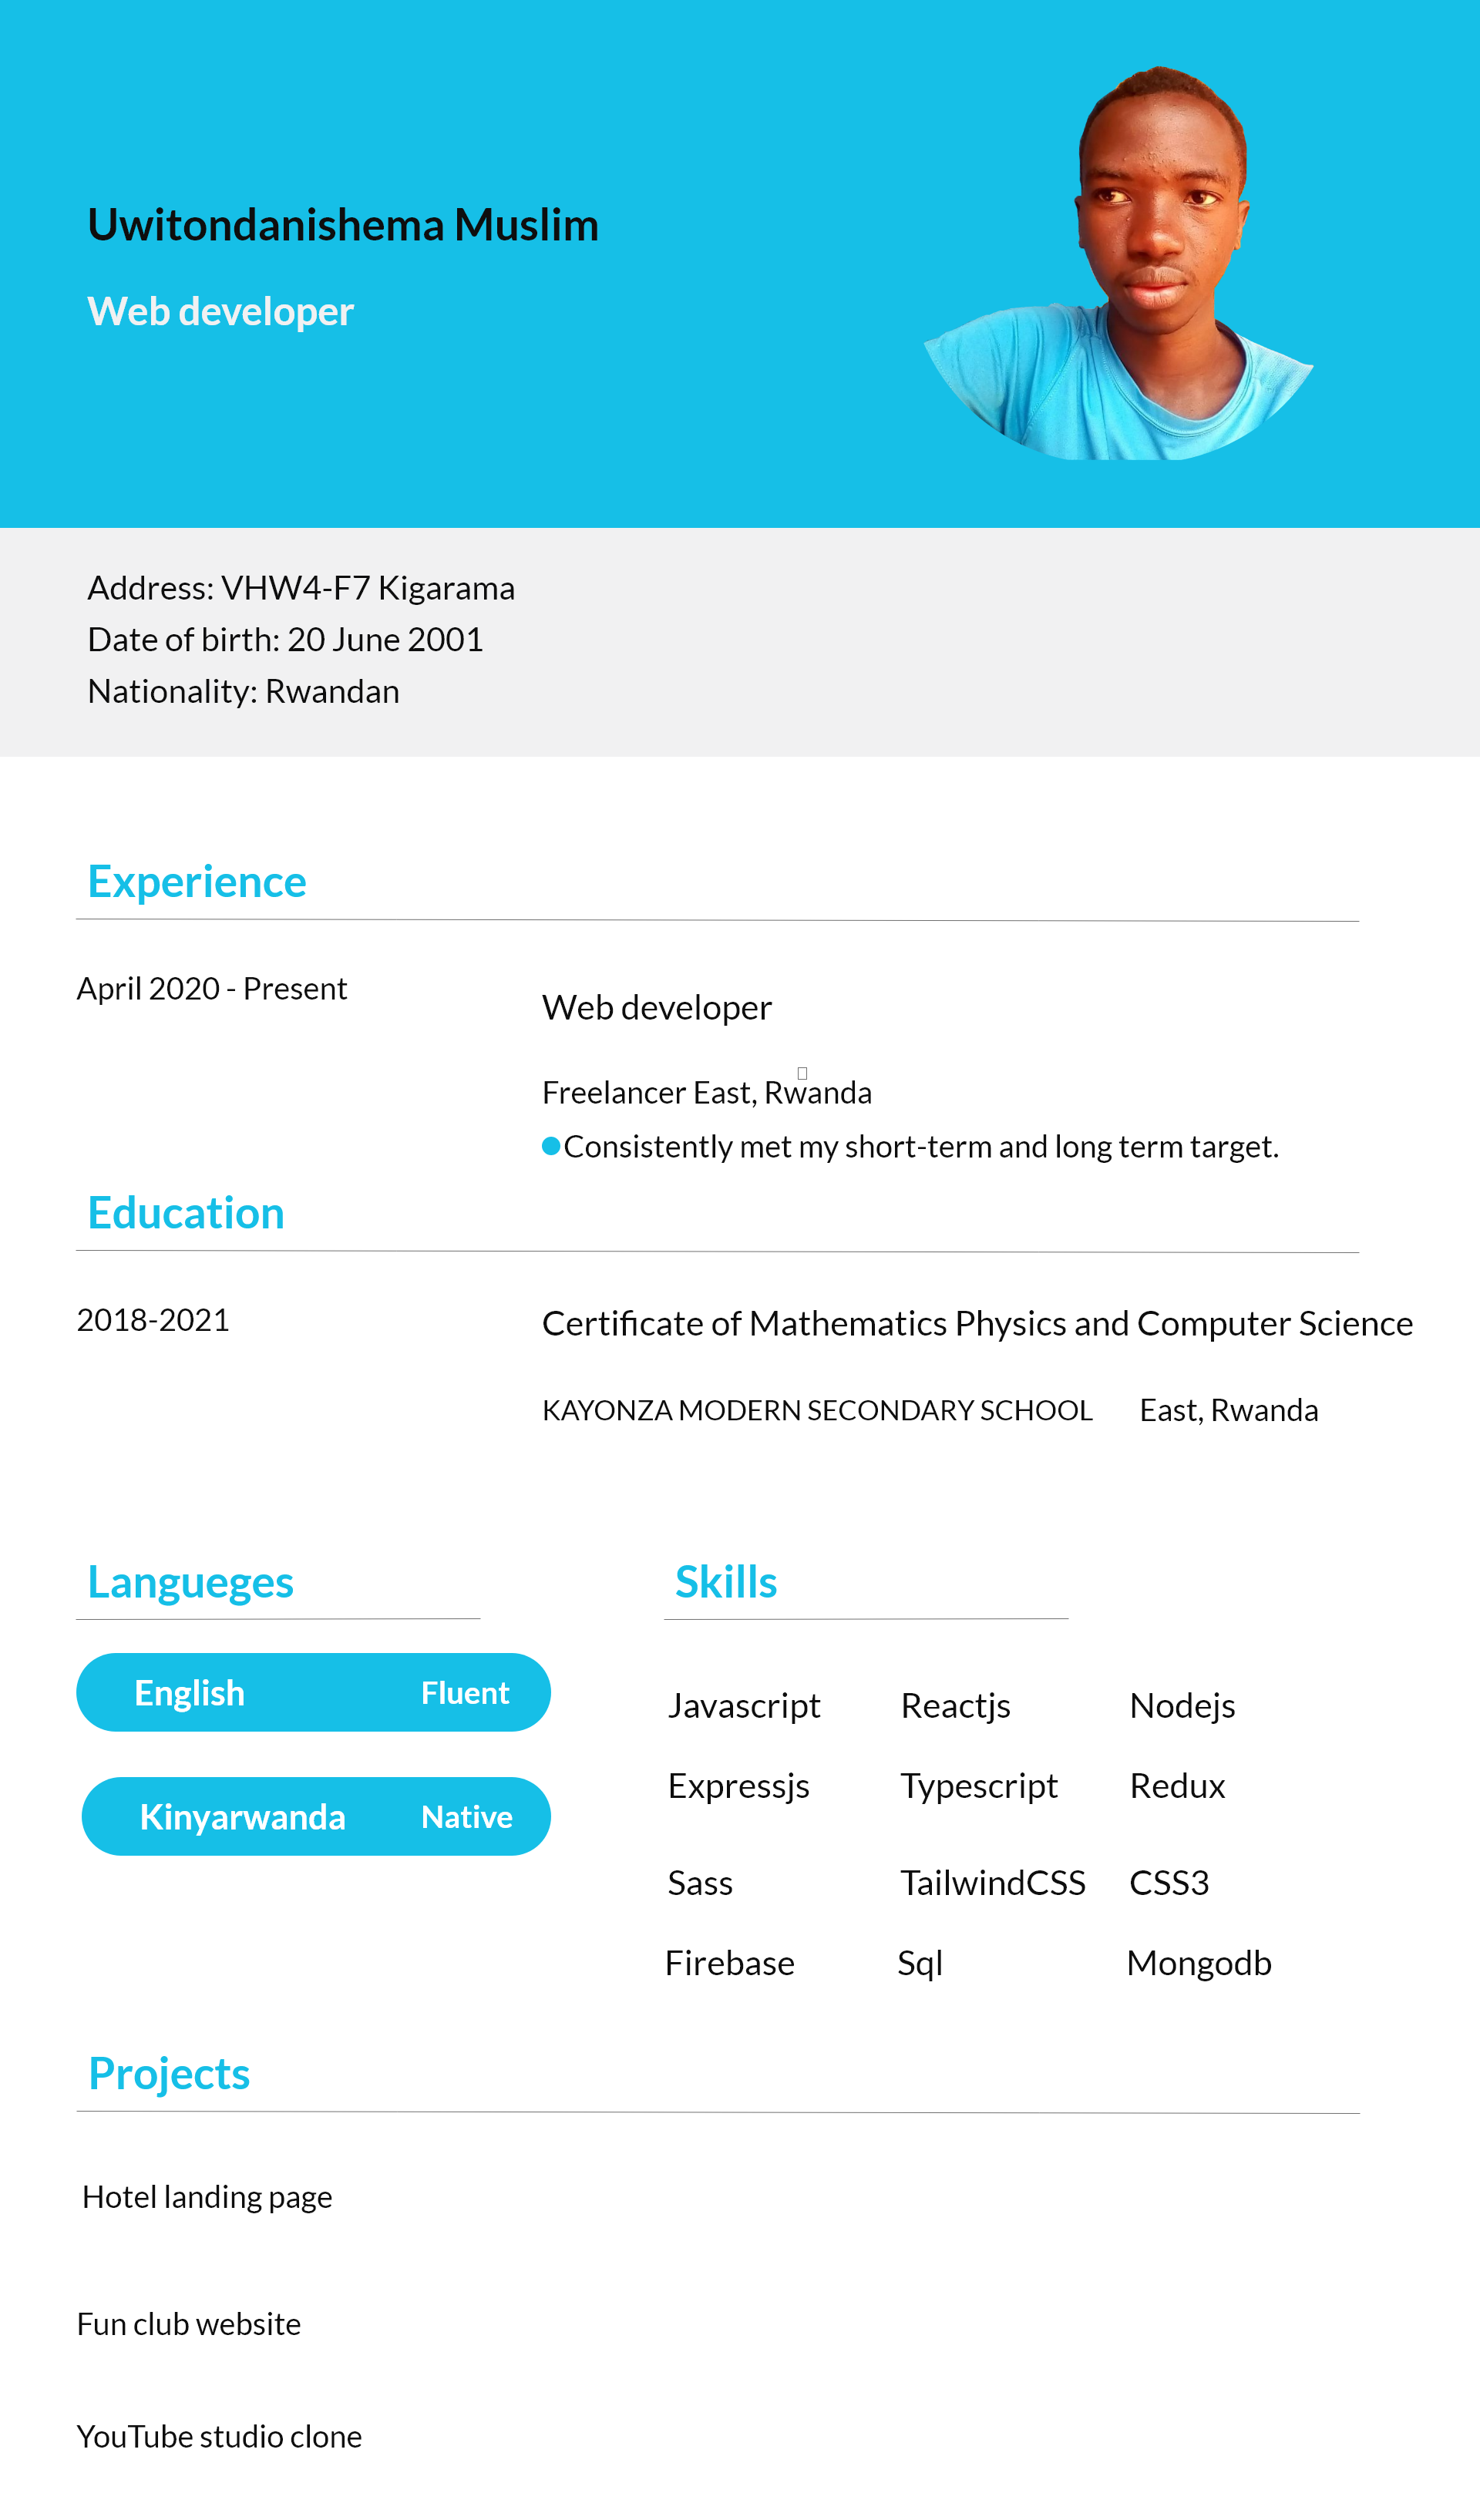 Uwitondanishema Muslim
Web developer
Address: VHW4-F7 Kigarama
Date of birth: 20 June 2001
Nationality: Rwandan
Experience
April 2020 - Present
Web developer
Freelancer East, Rwanda
Consistently met my short-term and long term target.
Education
2018-2021
Certificate of Mathematics Physics and Computer Science
KAYONZA MODERN SECONDARY SCHOOL East, Rwanda
Langueges
English Fluent
Kinyarwanda Native
Skills
Javascript Reactjs Nodejs
Expressjs Typescript Redux
Sass TailwindCSS CSS3
Firebase Sql Mongodb
Projects
Hotel landing page
Fun club website
YouTube studio clone